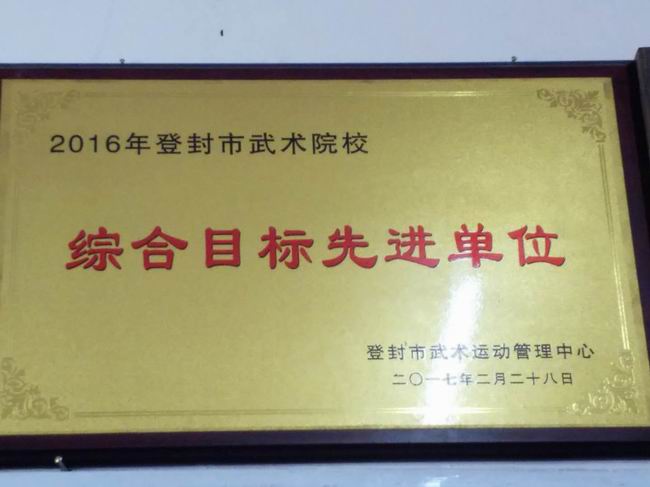 2016年登封市武术院校
综合目标先进单位
登封市武术运动管理中心
二〇一七年二月二十八日